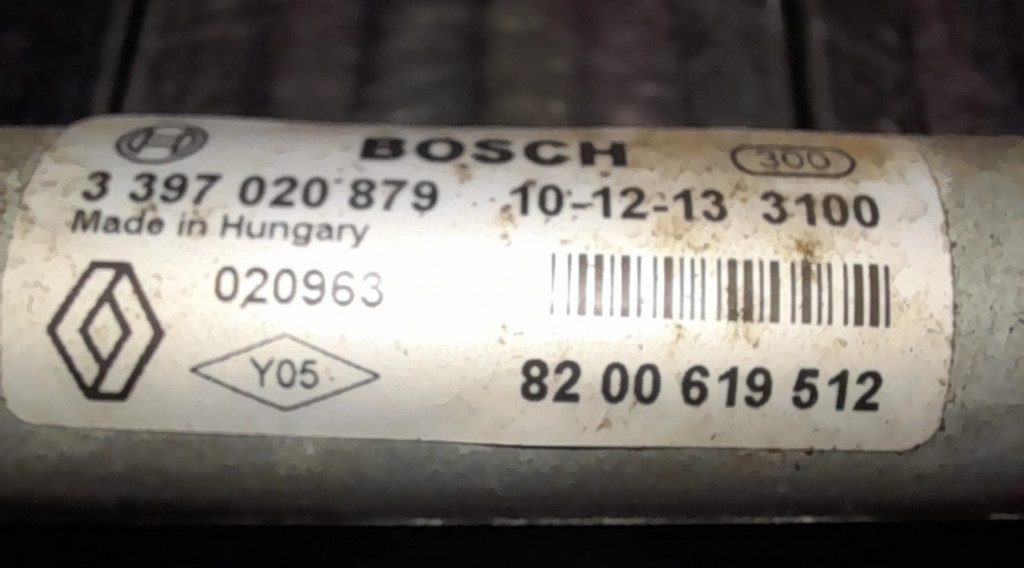 BOSCH 300
3 397 020 879 10-12-13 3100
Made in Hungary
020963
Y05
82 00 619 512